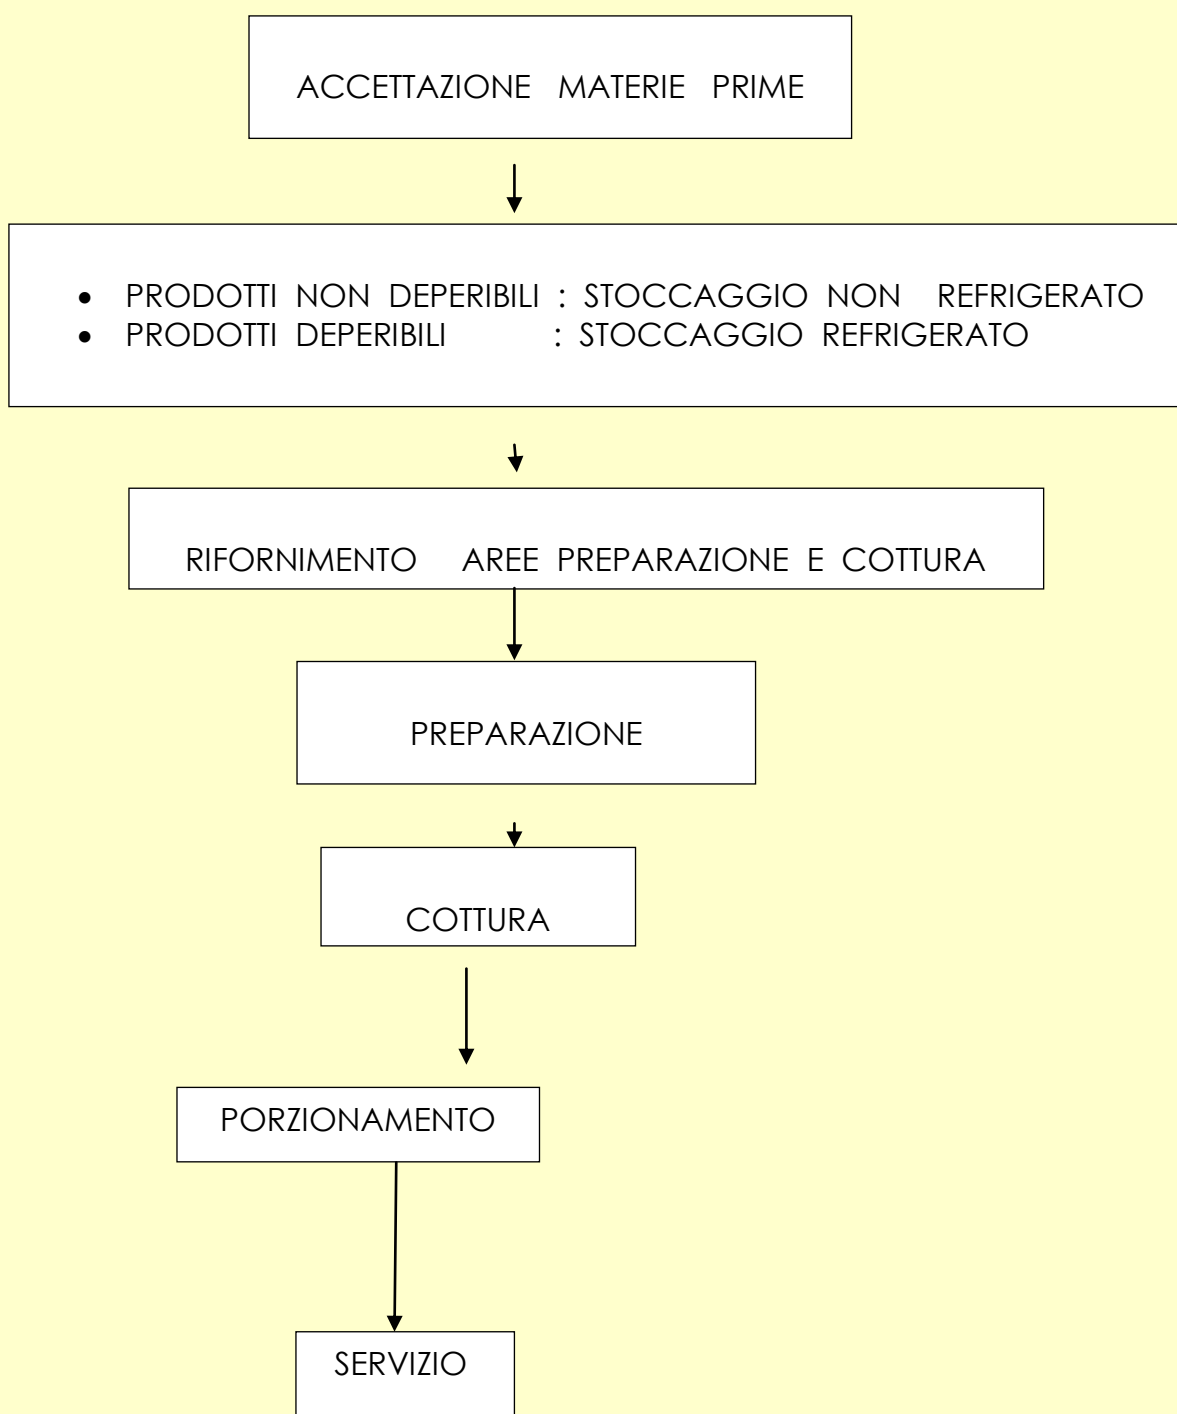 ACCETTAZIONE MATERIE PRIME
• PRODOTTI NON DEPERIBILI : STOCCAGGIO NON REFRIGERATO
• PRODOTTI DEPERIBILI : STOCCAGGIO REFRIGERATO
RIFORNIMENTO AREE PREPARAZIONE E COTTURA
PREPARAZIONE
COTTURA
PORZIONAMENTO
SERVIZIO